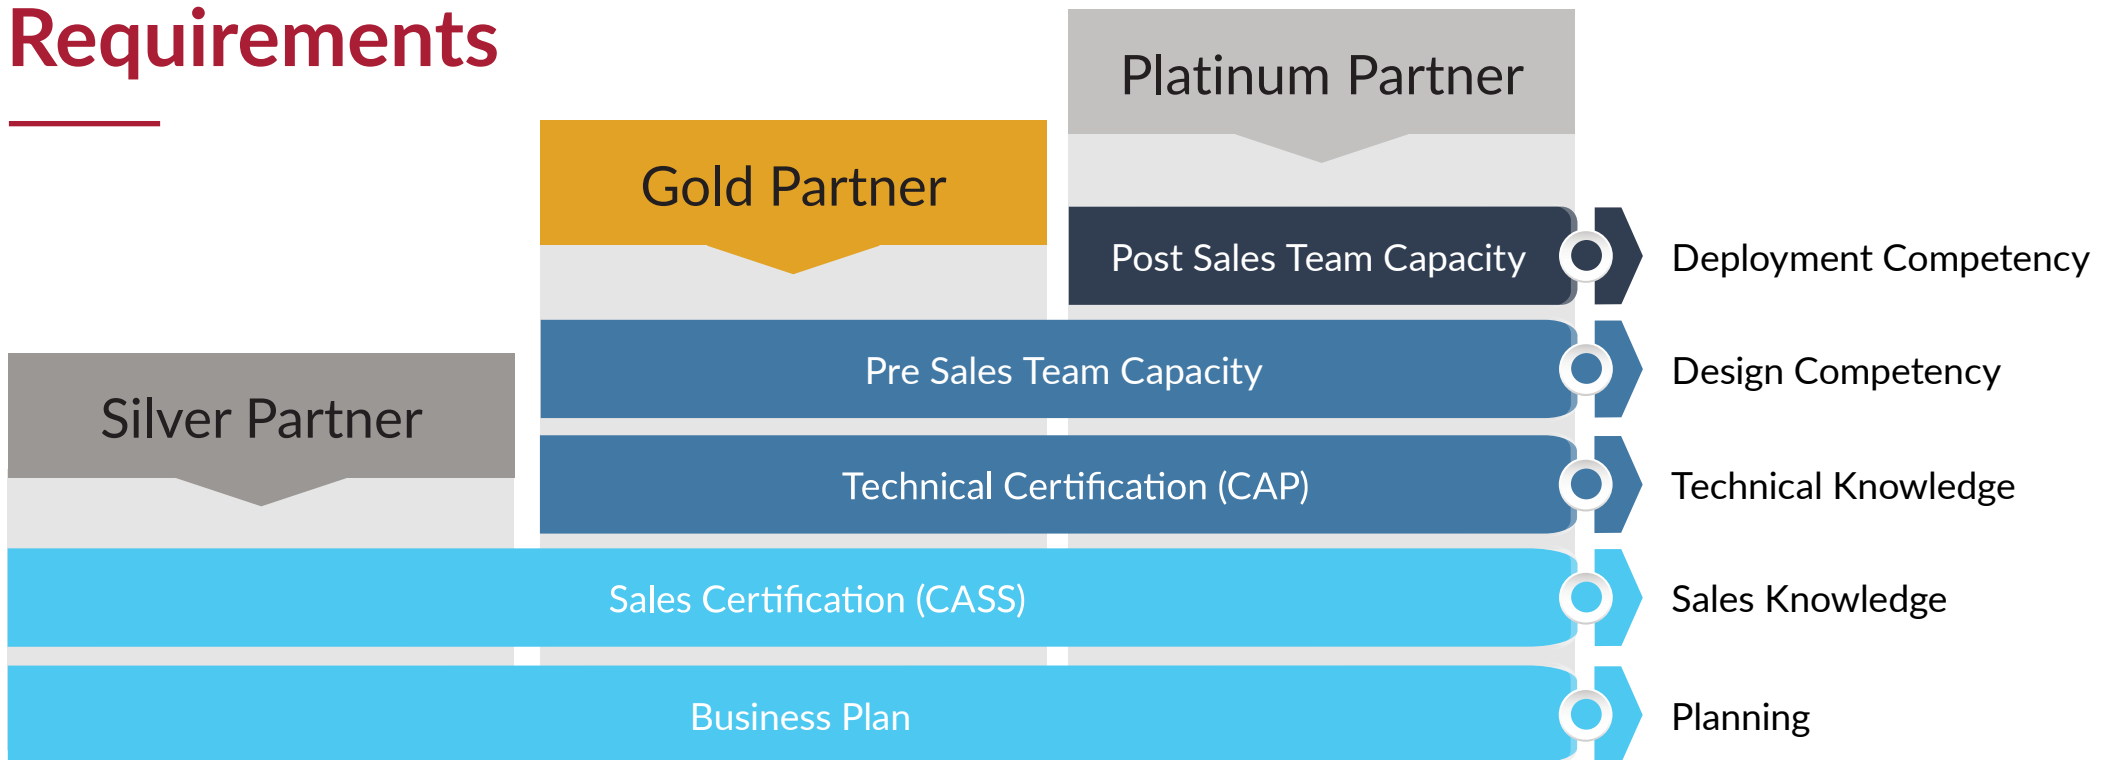 Requirements
Platinum Partner
Gold Partner
Silver Partner
Post Sales Team Capacity
Deployment Competency
Pre Sales Team Capacity
Design Competency
Technical Certification (CAP)
Technical Knowledge
Sales Certification (CASS)
Sales Knowledge
Business Plan
Planning